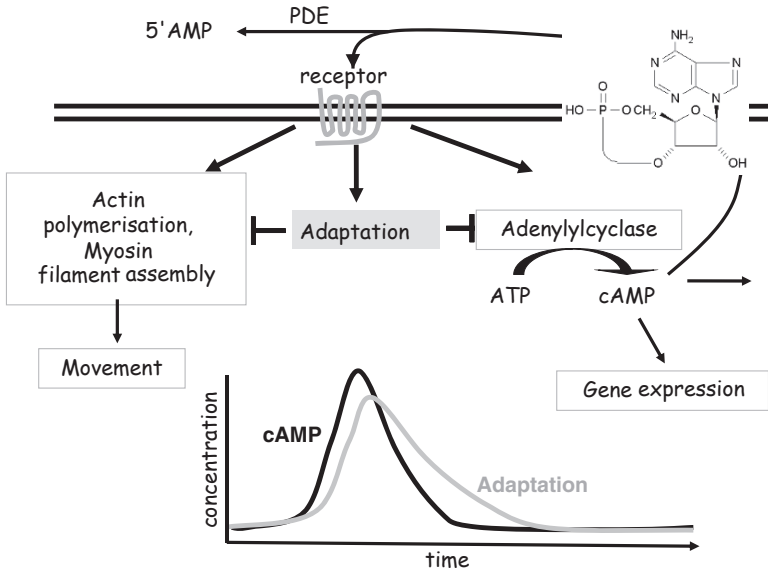 PDE
5'AMP
receptor
NH₂
N
N
N
N
O
HO
P
O
CH₂
O
O
OH
O
Actin
polymerisation,
Myosin
filament assembly
Adaptation
Adenylylcyclase
ATP
cAMP
Movement
Gene expression
concentration
cAMP
Adaptation
time